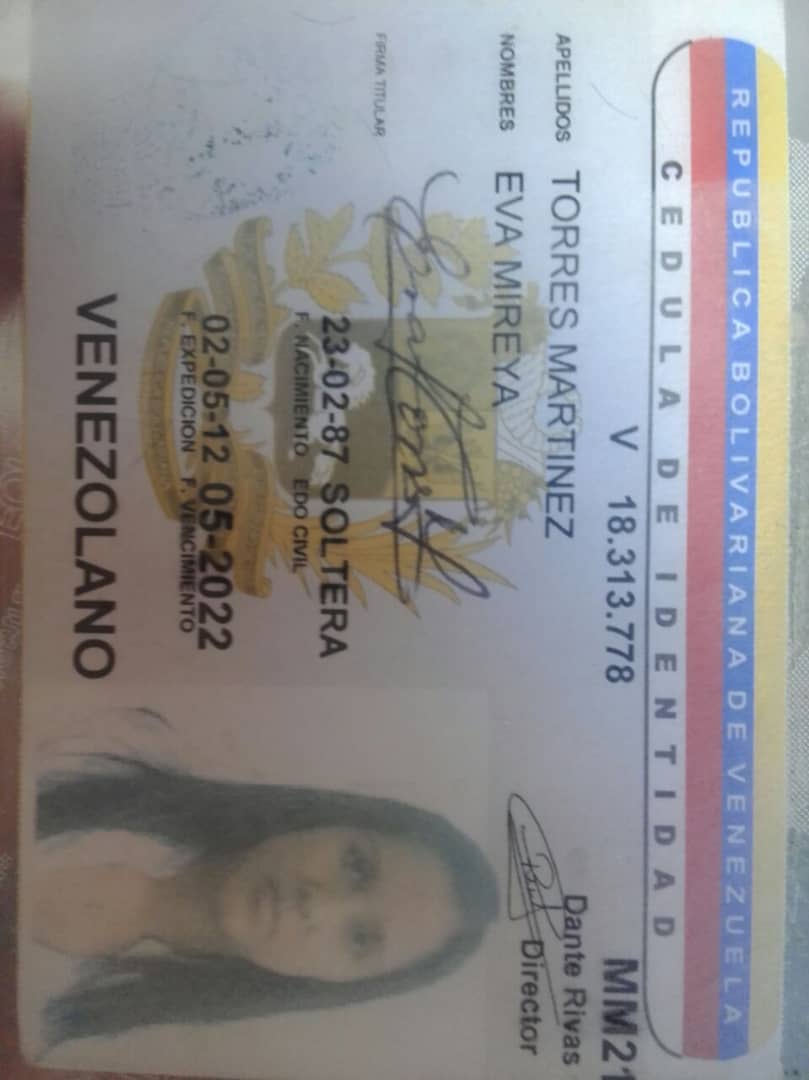 REPUBLICA BOLIVARIANA DE VENEZUELA
CEDULA DE IDENTIDAD
V 18.313.778 MM21
APELLIDOS TORRES MARTINEZ
NOMBRES EVA MIREYA
Dante Rivas
Director
FIRMA TITULAR
23-02-87 SOLTERA
F. NACIMIENTO EDO CIVIL
02-05-12 05-2022
F. EXPEDICION F. VENCIMIENTO
VENEZOLANO